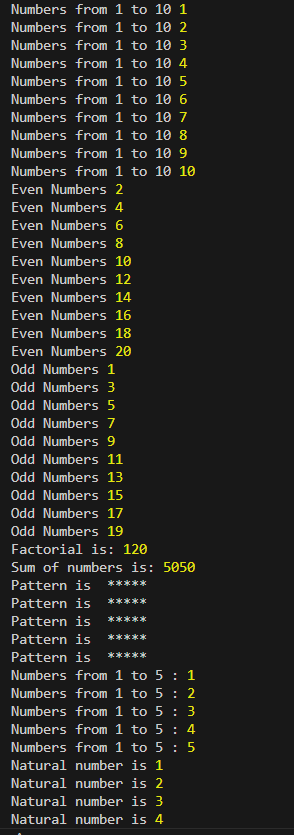 Numbers from 1 to 10 1
Numbers from 1 to 10 2
Numbers from 1 to 10 3
Numbers from 1 to 10 4
Numbers from 1 to 10 5
Numbers from 1 to 10 6
Numbers from 1 to 10 7
Numbers from 1 to 10 8
Numbers from 1 to 10 9
Numbers from 1 to 10 10
Even Numbers 2
Even Numbers 4
Even Numbers 6
Even Numbers 8
Even Numbers 10
Even Numbers 12
Even Numbers 14
Even Numbers 16
Even Numbers 18
Even Numbers 20
Odd Numbers 1
Odd Numbers 3
Odd Numbers 5
Odd Numbers 7
Odd Numbers 9
Odd Numbers 11
Odd Numbers 13
Odd Numbers 15
Odd Numbers 17
Odd Numbers 19
Factorial is: 120
Sum of numbers is: 5050
Pattern is  *****
Pattern is  *****
Pattern is  *****
Pattern is  *****
Pattern is  *****
Numbers from 1 to 5 : 1
Numbers from 1 to 5 : 2
Numbers from 1 to 5 : 3
Numbers from 1 to 5 : 4
Numbers from 1 to 5 : 5
Natural number is 1
Natural number is 2
Natural number is 3
Natural number is 4